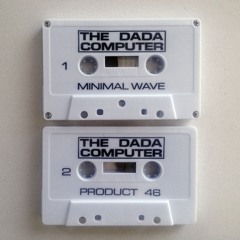 THE DADA
COMPUTER
1
MINIMAL WAVE
THE DADA
COMPUTER
2
PRODUCT 46